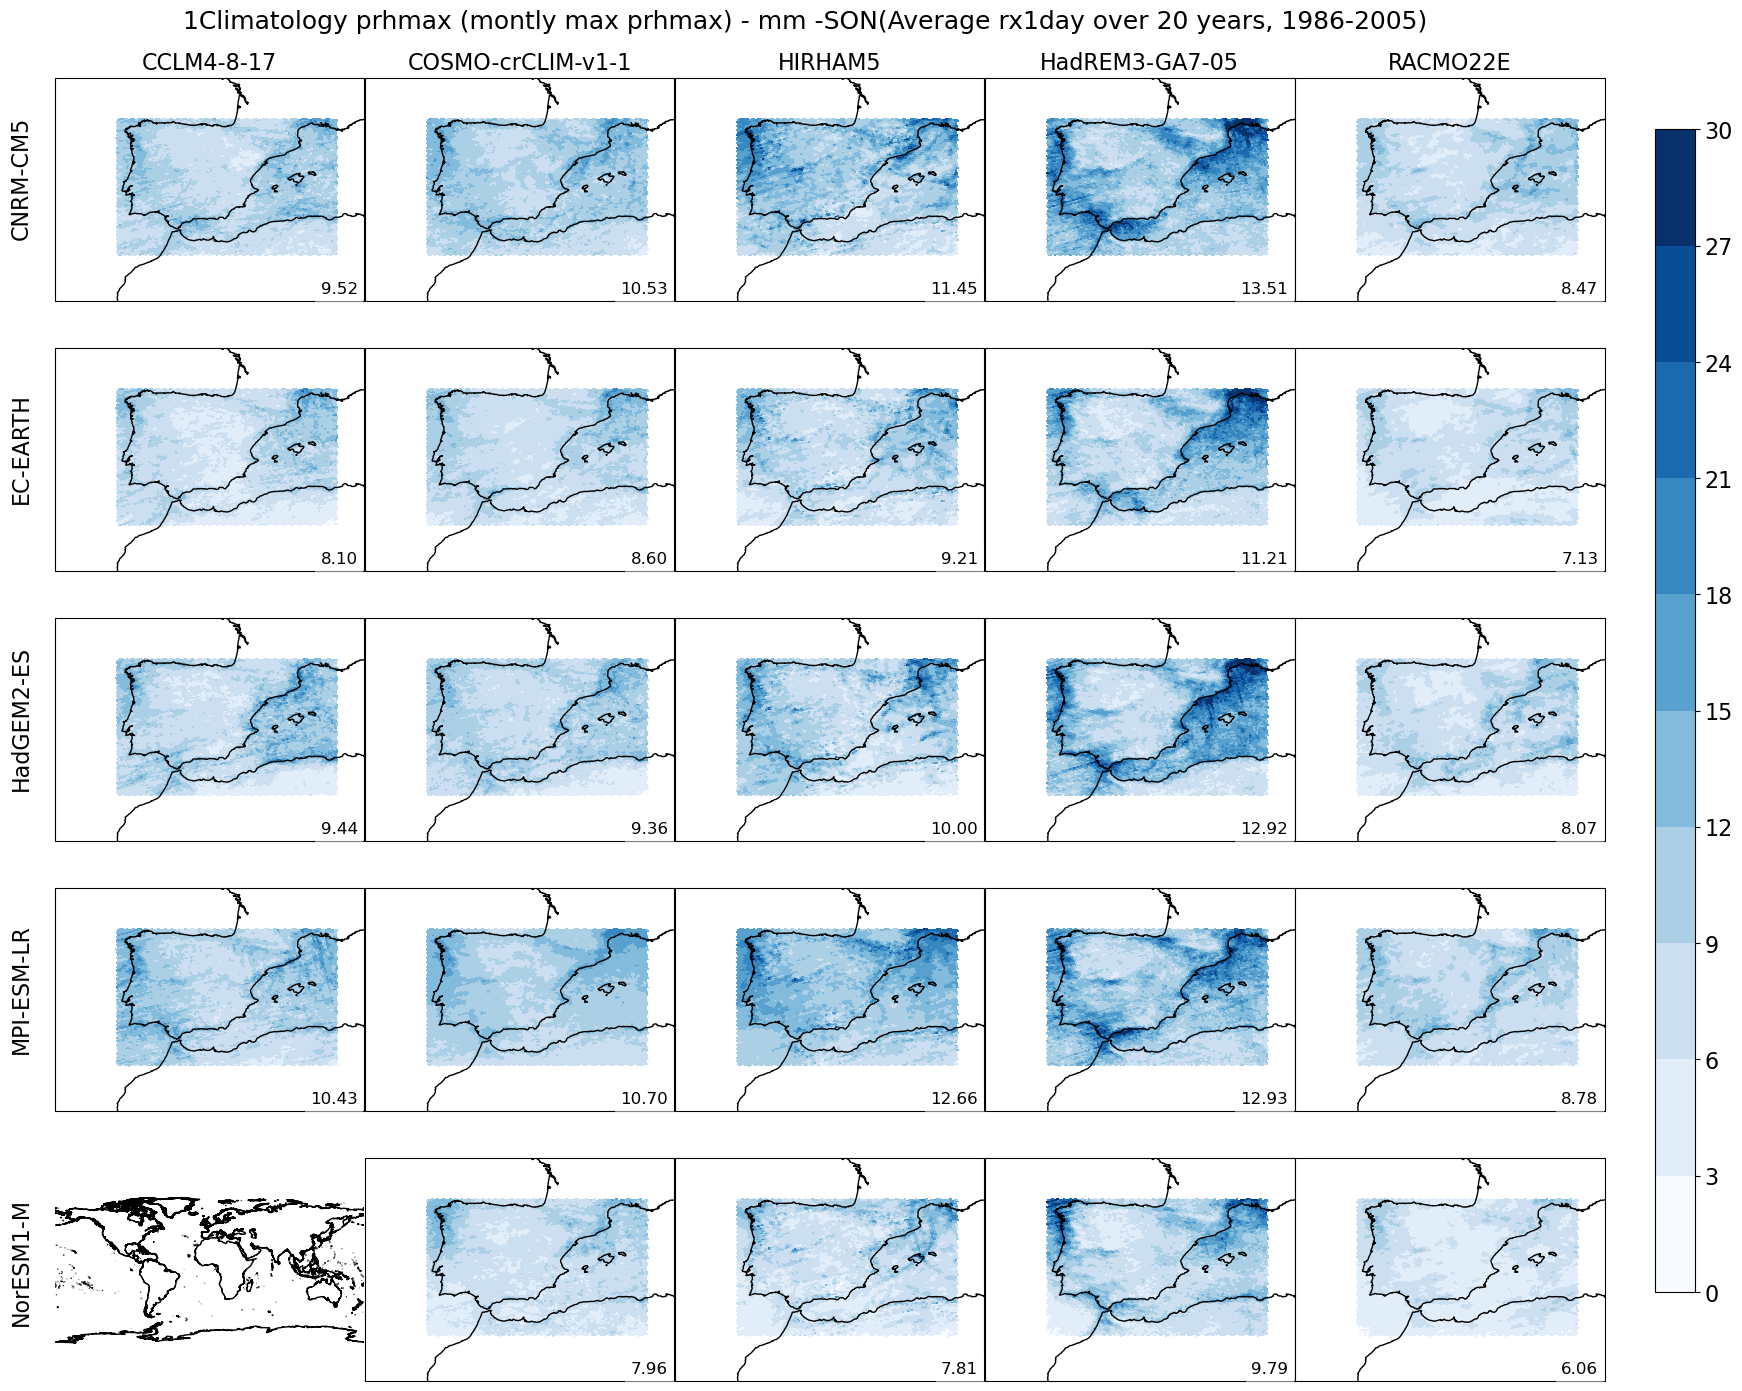 1Climatology prhmax (montly max prhmax) - mm -SON(Average rx1day over 20 years, 1986-2005)
CCLM4-8-17 COSMO-crCLIM-v1-1 HIRHAM5 HadREM3-GA7-05 RACMO22E
CNRM-CM5
9.52 10.53 11.45 13.51 8.47
EC-EARTH
8.10 8.60 9.21 11.21 7.13
HadGEM2-ES
9.44 9.36 10.00 12.92 8.07
MPI-ESM-LR
10.43 10.70 12.66 12.93 8.78
NorESM1-M
7.96 7.81 9.79 6.06
30
27
24
21
18
15
12
9
6
3
0